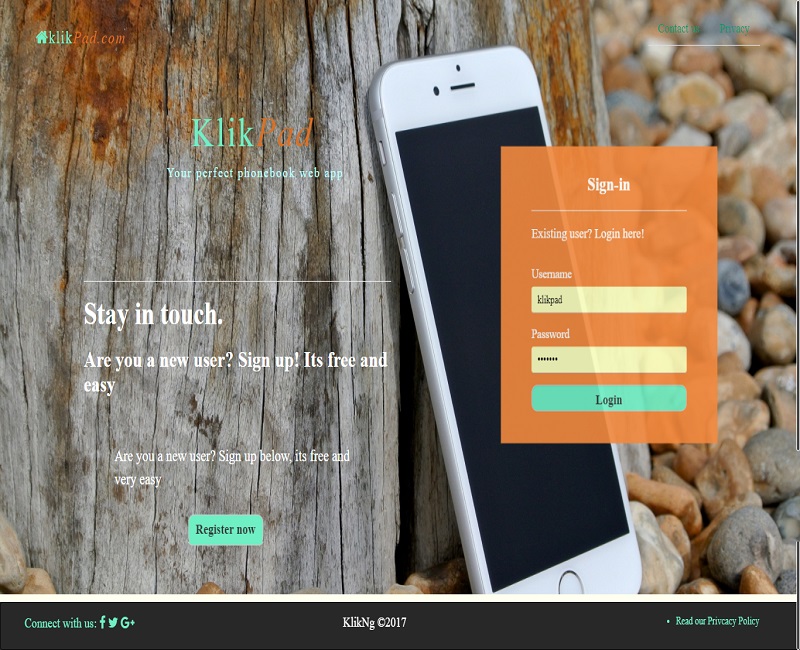 klikPad.com
Contact us Privacy
KlikPad
Your perfect phonebook web app
Sign-in
Existing user? Login here!
Username
klikpad
Password
•••••••
Login
Stay in touch.
Are you a new user? Sign up! Its free and
easy
Are you a new user? Sign up below, its free and
very easy
Register now
Connect with us:
KlikNg ©2017
• Read our Privcacy Policy